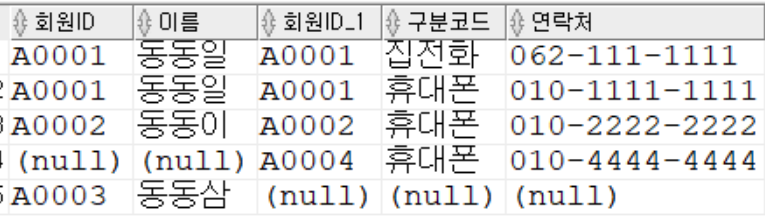 회원ID 이름 회원ID_1 구분코드 연락처
A0001 동동일 A0001 집전화 062-111-1111
2 A0001 동동일 A0001 휴대폰 010-1111-1111
3 A0002 동동이 A0002 휴대폰 010-2222-2222
4 (null) (null) A0004 휴대폰 010-4444-4444
5 A0003 동동삼 (null) (null) (null)